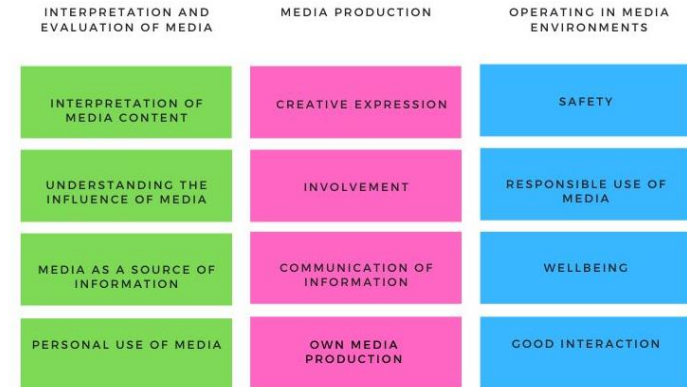 INTERPRETATION AND
EVALUATION OF MEDIA
INTERPRETATION OF
MEDIA CONTENT
UNDERSTANDING THE
INFLUENCE OF MEDIA
MEDIA AS A SOURCE OF
INFORMATION
PERSONAL USE OF MEDIA
MEDIA PRODUCTION
CREATIVE EXPRESSION
INVOLVEMENT
COMMUNICATION OF
INFORMATION
OWN MEDIA
PRODUCTION
OPERATING IN MEDIA
ENVIRONMENTS
SAFETY
RESPONSIBLE USE OF
MEDIA
WELLBEING
GOOD INTERACTION